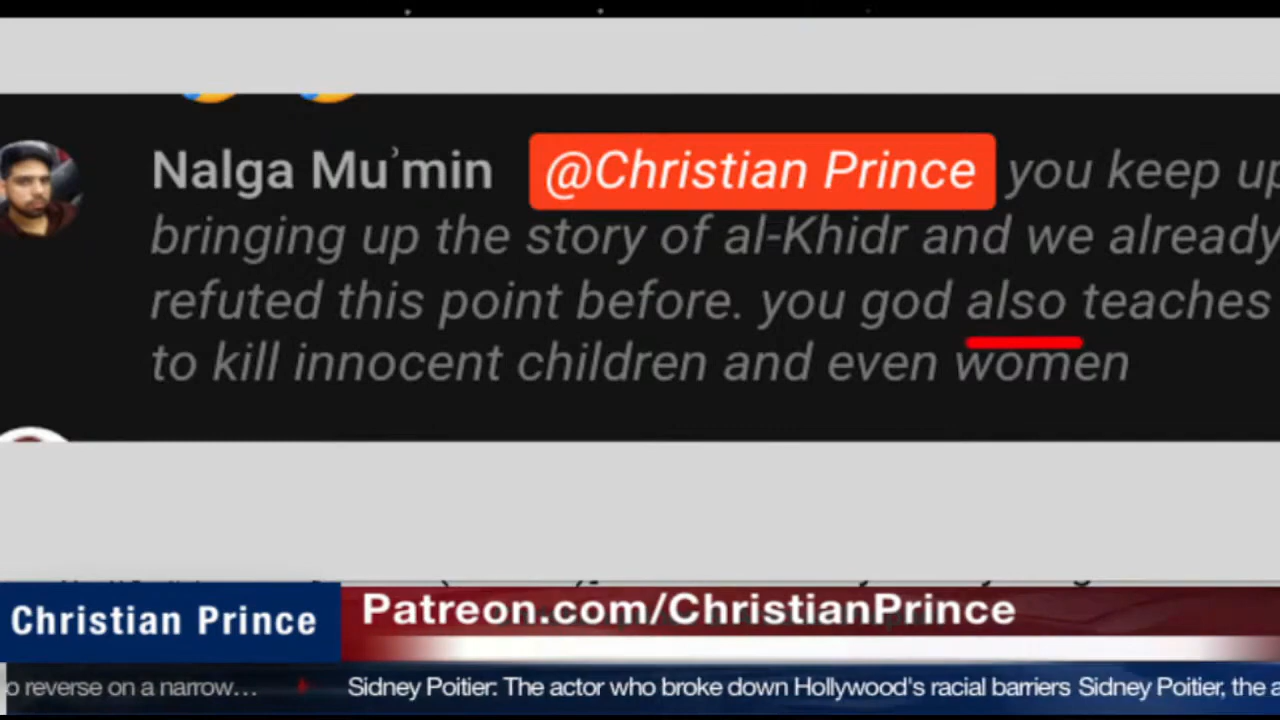 Nalga Mu'min @Christian Prince you keep up
bringing up the story of al-Khidr and we already
refuted this point before. you god also teaches
to kill innocent children and even women
Christian Prince
Patreon.com/ChristianPrince
o reverse on a narrow… Sidney Poitier: The actor who broke down Hollywood's racial barriers Sidney Poitier, the a